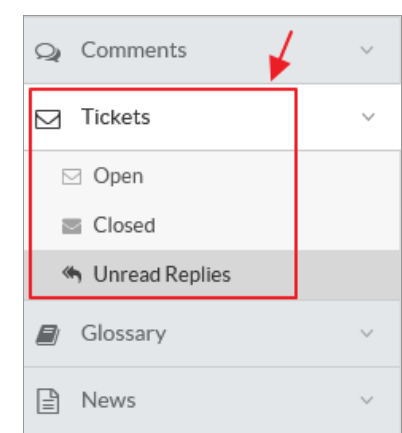 Comments
Tickets
Open
Closed
Unread Replies
Glossary
News